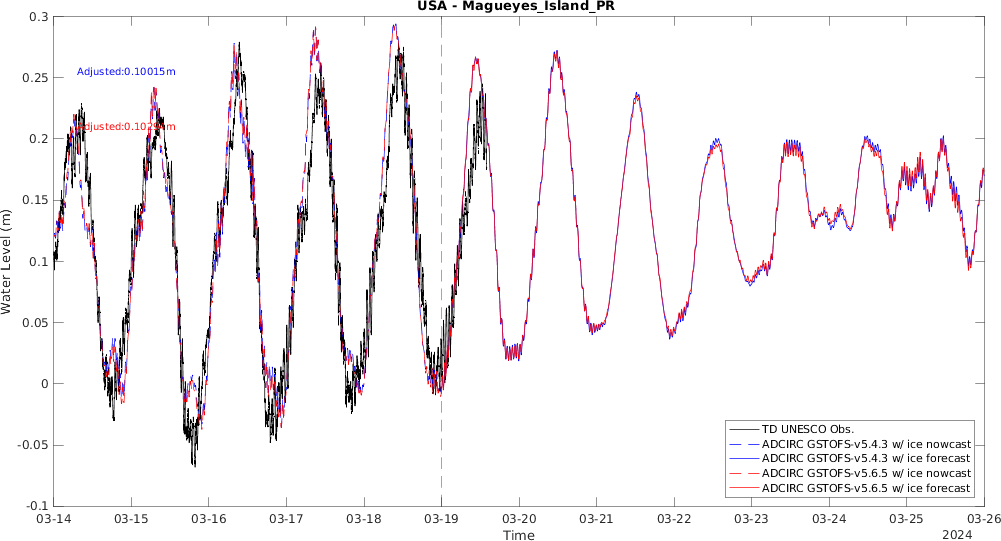 USA - Magueyes_Island_PR
0.3
0.25
0.2
0.15
0.1
0.05
0
-0.05
-0.1
Water Level (m)
Adjusted:0.10015m
03-14
03-15
03-16
03-17
03-18
03-19
03-20
03-21
03-22
03-23
03-24
03-25
03-26
Time
2024
TD UNESCO Obs.
ADCIRC GSTOFS-v5.4.3 w/ ice nowcast
ADCIRC GSTOFS-v5.4.3 w/ ice forecast
ADCIRC GSTOFS-v5.6.5 w/ ice nowcast
ADCIRC GSTOFS-v5.6.5 w/ ice forecast